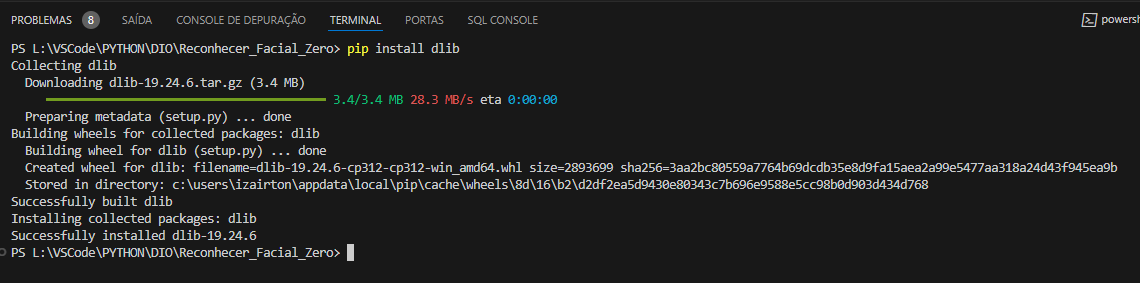 PROBLEMAS 8 SAÍDA CONSOLE DE DEPURAÇÃO TERMINAL PORTAS SQL CONSOLE powersh
PS L:\VSCode\PYTHON\DIO\Reconhecer_Facial_Zero> pip install dlib
Collecting dlib
Downloading dlib-19.24.6.tar.gz (3.4 MB)
3.4/3.4 MB 28.3 MB/s eta 0:00:00
Preparing metadata (setup.py) ... done
Building wheels for collected packages: dlib
Building wheel for dlib (setup.py) ... done
Created wheel for dlib: filename=dlib-19.24.6-cp312-cp312-win_amd64.whl size=2893699 sha256=3aa2bc80559a7764b69dcdb35e8d9fa15aea2a99e5477aa318a24d43f945ea9b
Stored in directory: c:\users\izairton\appdata\local\pip\cache\wheels\8d\16\b2\d2df2ea5d9430e80343c7b696e9588e5cc98b0d903d434d768
Successfully built dlib
Installing collected packages: dlib
Successfully installed dlib-19.24.6
PS L:\VSCode\PYTHON\DIO\Reconhecer_Facial_Zero>